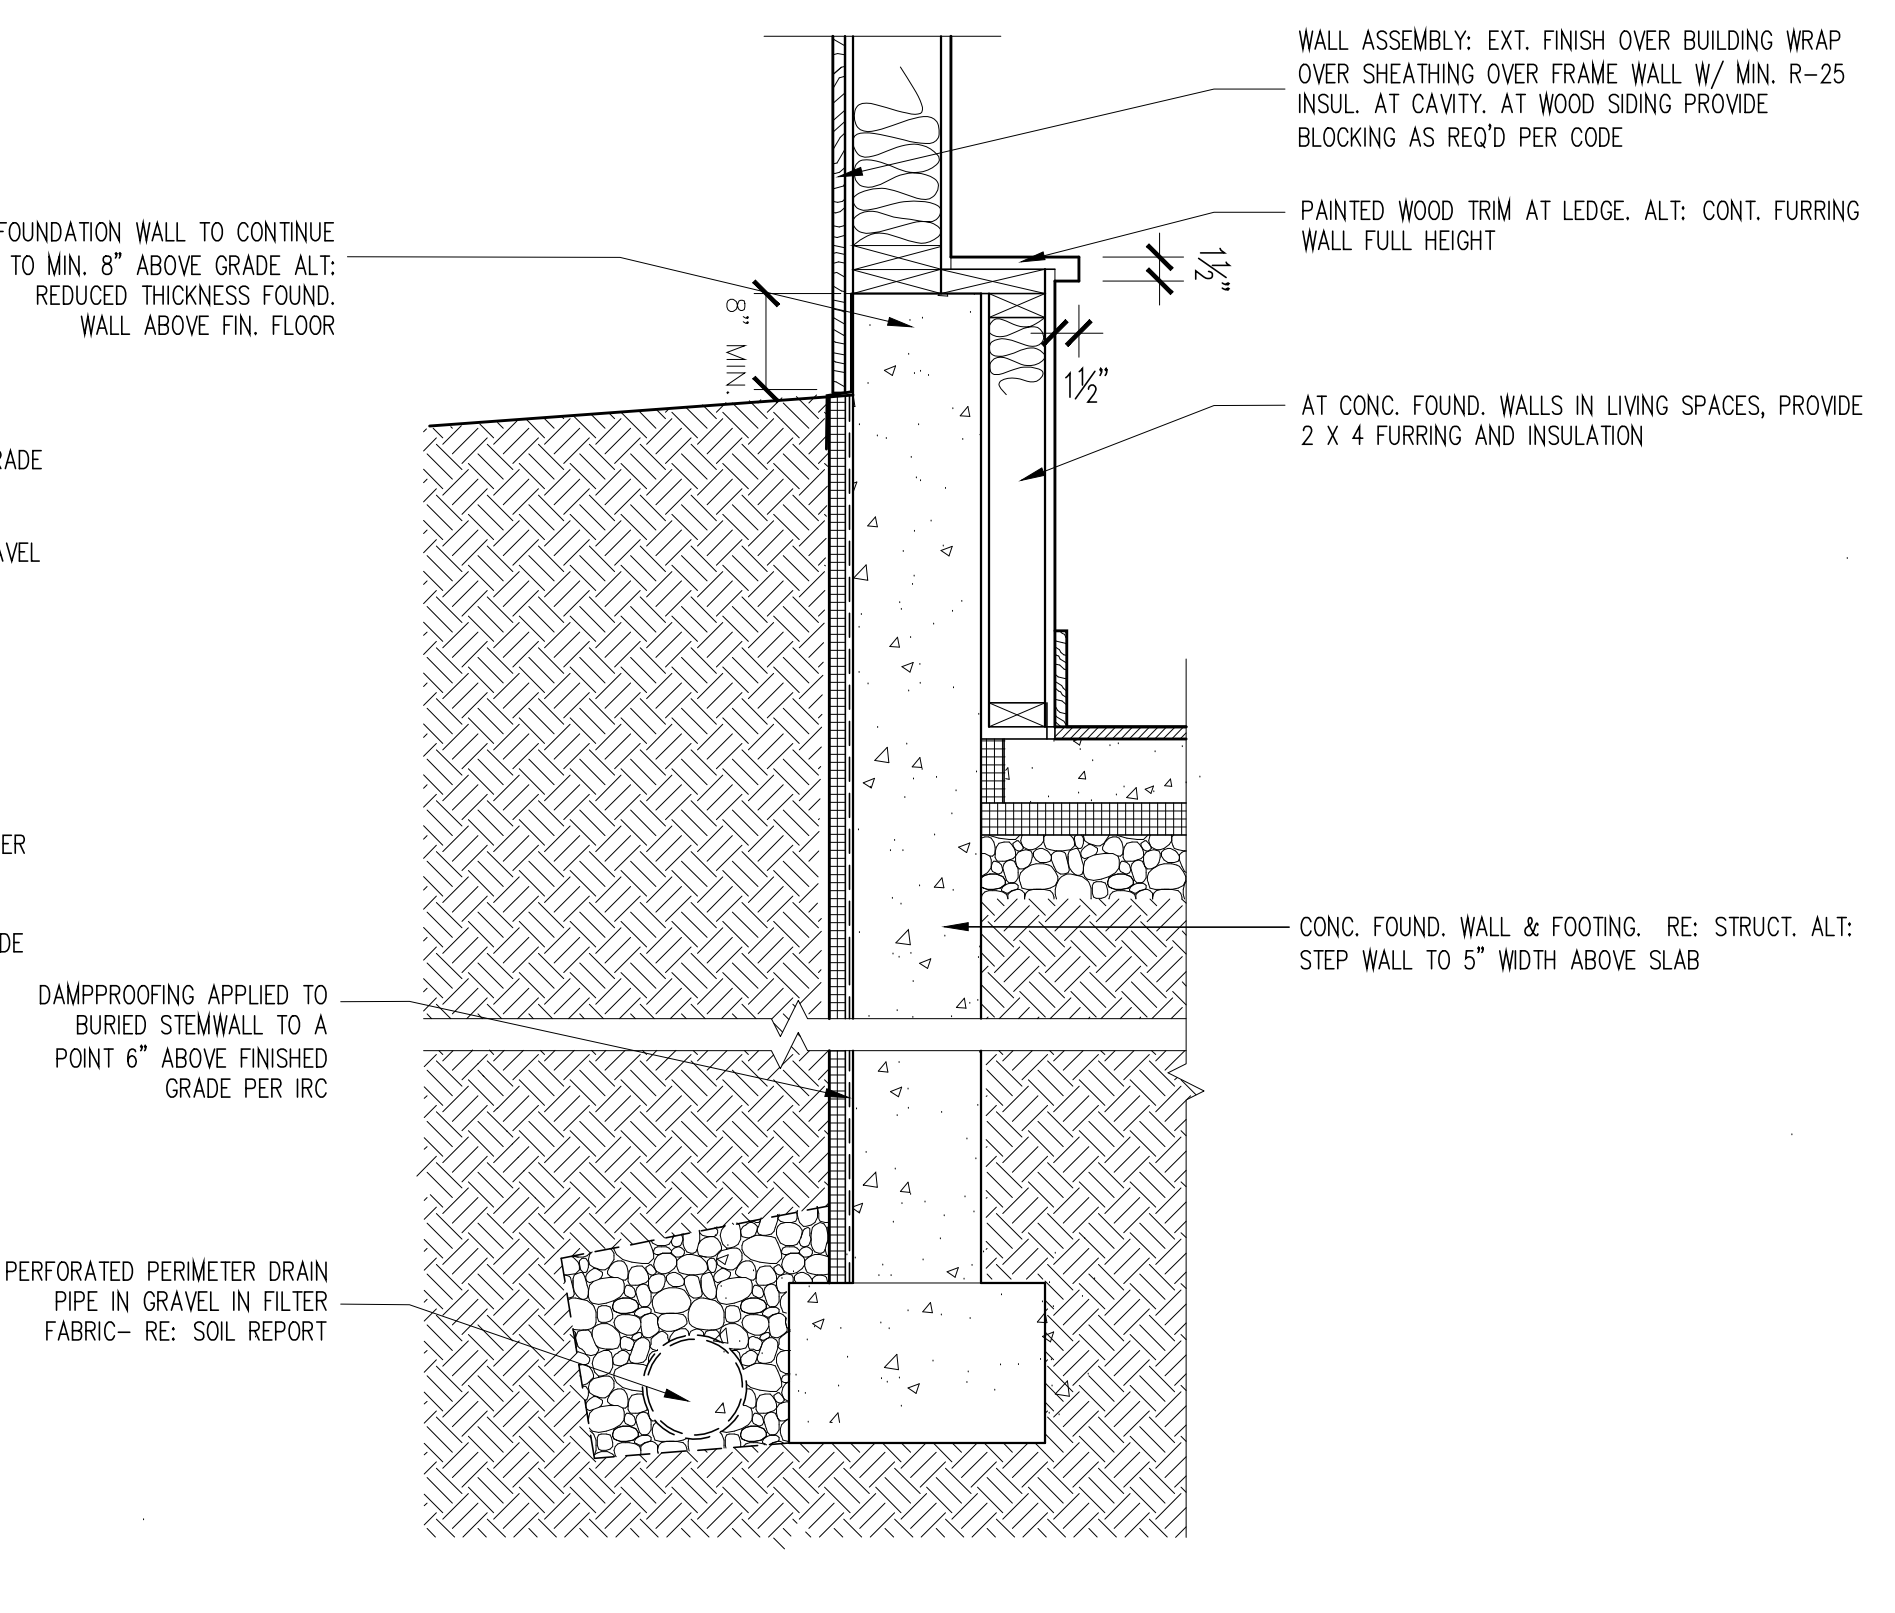 WALL ASSEMBLY: EXT. FINISH OVER BUILDING WRAP
OVER SHEATHING OVER FRAME WALL W/ MIN. R-25
INSUL. AT CAVITY. AT WOOD SIDING PROVIDE
BLOCKING AS REQ'D PER CODE
PAINTED WOOD TRIM AT LEDGE. ALT: CONT. FURRING
WALL FULL HEIGHT
FOUNDATION WALL TO CONTINUE
TO MIN. 8" ABOVE GRADE ALT:
REDUCED THICKNESS FOUND.
WALL ABOVE FIN. FLOOR
1½"
8" MIN.
1½"
AT CONC. FOUND. WALLS IN LIVING SPACES, PROVIDE
2 X 4 FURRING AND INSULATION
RADE
AVEL
ER
DE
CONC. FOUND. WALL & FOOTING. RE: STRUCT. ALT:
STEP WALL TO 5" WIDTH ABOVE SLAB
DAMPPROOFING APPLIED TO
BURIED STEMWALL TO A
POINT 6" ABOVE FINISHED
GRADE PER IRC
PERFORATED PERIMETER DRAIN
PIPE IN GRAVEL IN FILTER
FABRIC- RE: SOIL REPORT